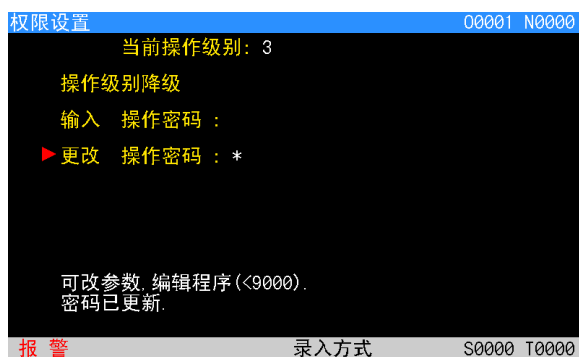 权限设置 O0001 N0000
当前操作级别: 3
操作级别降级
输入 操作密码 :
更改 操作密码 : *
可改参数,编辑程序(<9000).
密码已更新.
报 警 录入方式 S0000 T0000